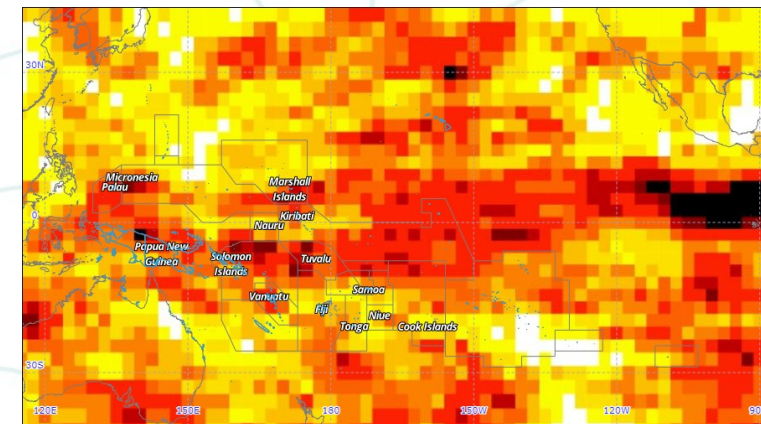 30N
Micronesia
Palau
Marshall
Islands
0
Kiribati
Nauru
Papua New
Guinea
Solomon
Islands
Tuvalu
Samoa
Vanuatu
Fiji
Niue
Tonga
Cook Islands
30S
120E
150E
180
150W
120W
90